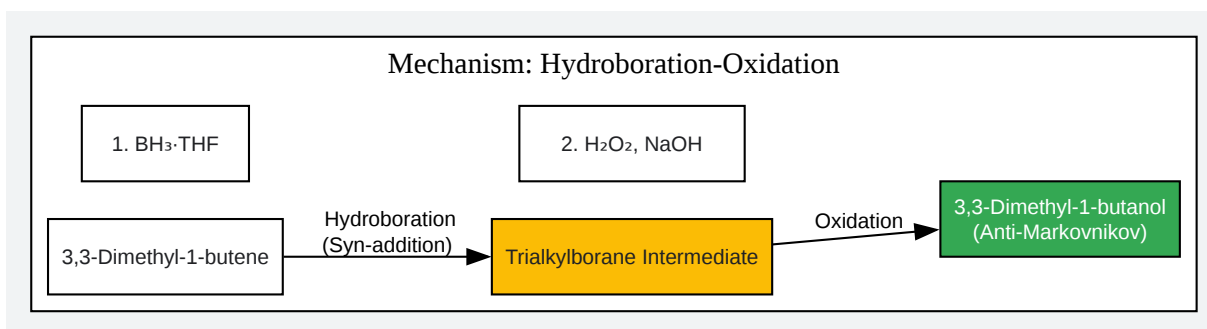 Mechanism: Hydroboration-Oxidation
1. BH₃·THF
2. H₂O₂, NaOH
3,3-Dimethyl-1-butene
Hydroboration
(Syn-addition)
Trialkylborane Intermediate
Oxidation
3,3-Dimethyl-1-butanol
(Anti-Markovnikov)